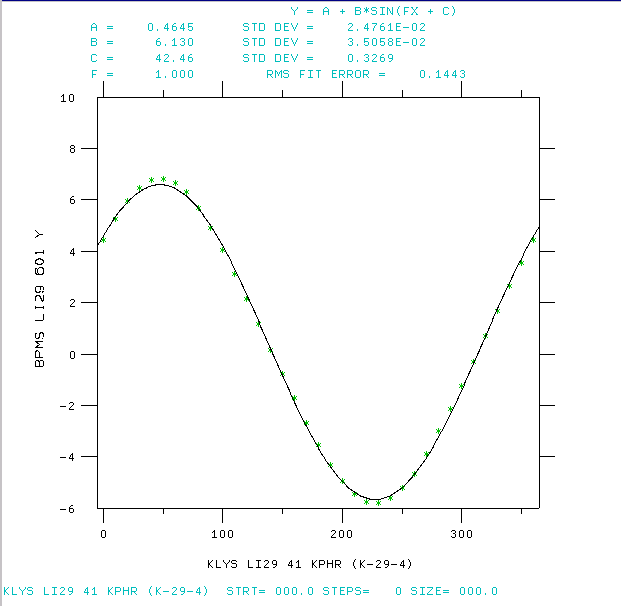 Y = A + B*SIN(FX + C)
A = 0.4645 STD DEV = 2.4761E-02
B = 6.130 STD DEV = 3.5058E-02
C = 42.46 STD DEV = 0.3269
F = 1.000 RMS FIT ERROR = 0.1443
10
8
6
4
2
0
-2
-4
-6
BPMS LI29 601 Y
0 100 200 300
KLYS LI29 41 KPHR (K-29-4)
KLYS LI29 41 KPHR (K-29-4) STRT= 000.0 STEPS= 0 SIZE= 000.0